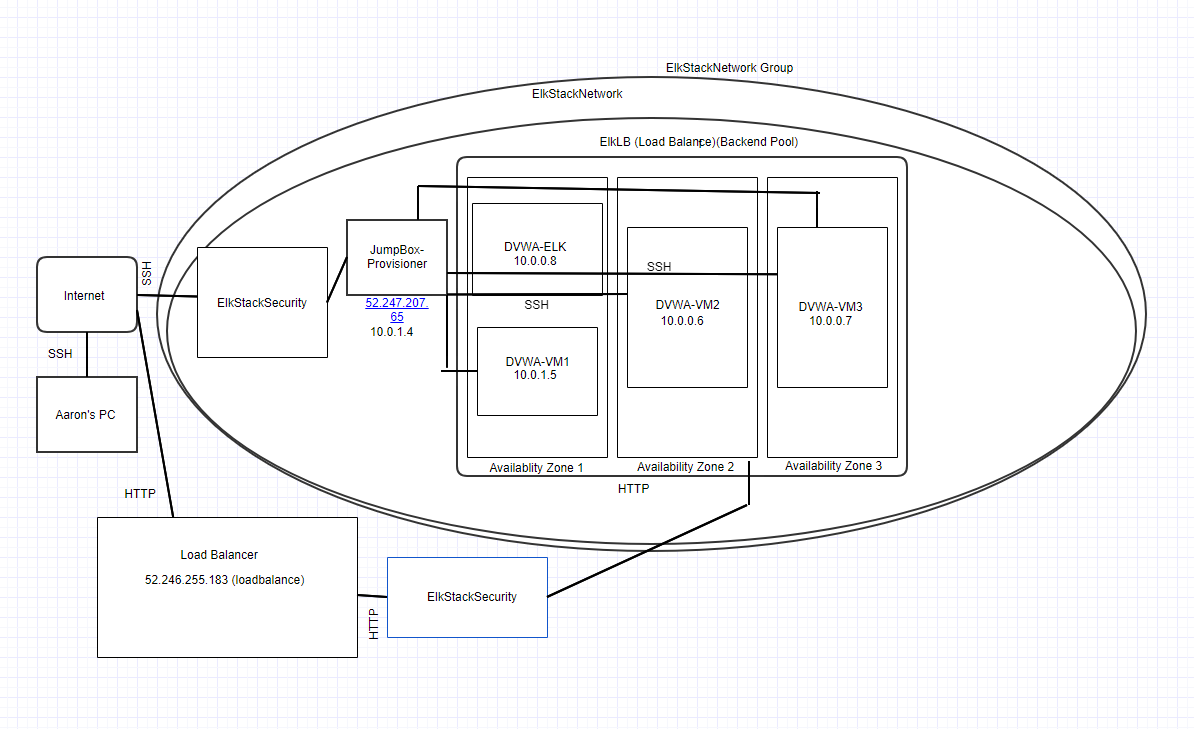 ElkStackNetwork Group
ElkStackNetwork
ElkLB (Load Balance)(Backend Pool)
JumpBox-
Provisioner
52.247.207.
65
10.0.1.4
DVWA-ELK
10.0.0.8
SSH
SSH
DVWA-VM1
10.0.1.5
DVWA-VM2
10.0.0.6
DVWA-VM3
10.0.0.7
SSH
Internet
ElkStackSecurity
SSH
Aaron's PC
Availablity Zone 1
Availability Zone 2
Availability Zone 3
HTTP
HTTP
Load Balancer
52.246.255.183 (loadbalance)
HTTP
ElkStackSecurity